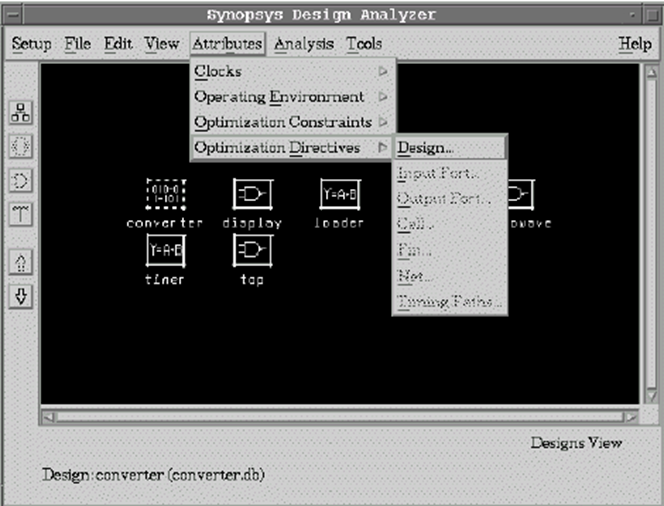 Synopsys Design Analyzer
Setup File Edit View Attributes Analysis Tools Help
Clocks
Operating Environment
Optimization Constraints
Optimization Directives
Design...
Input Port...
Output Port...
Cell...
Pin...
Net...
Timing Paths...
010-0
1-101
Y=A+B
converter display loader
Y=A+B
timer top
Designs View
Design: converter (converter.db)